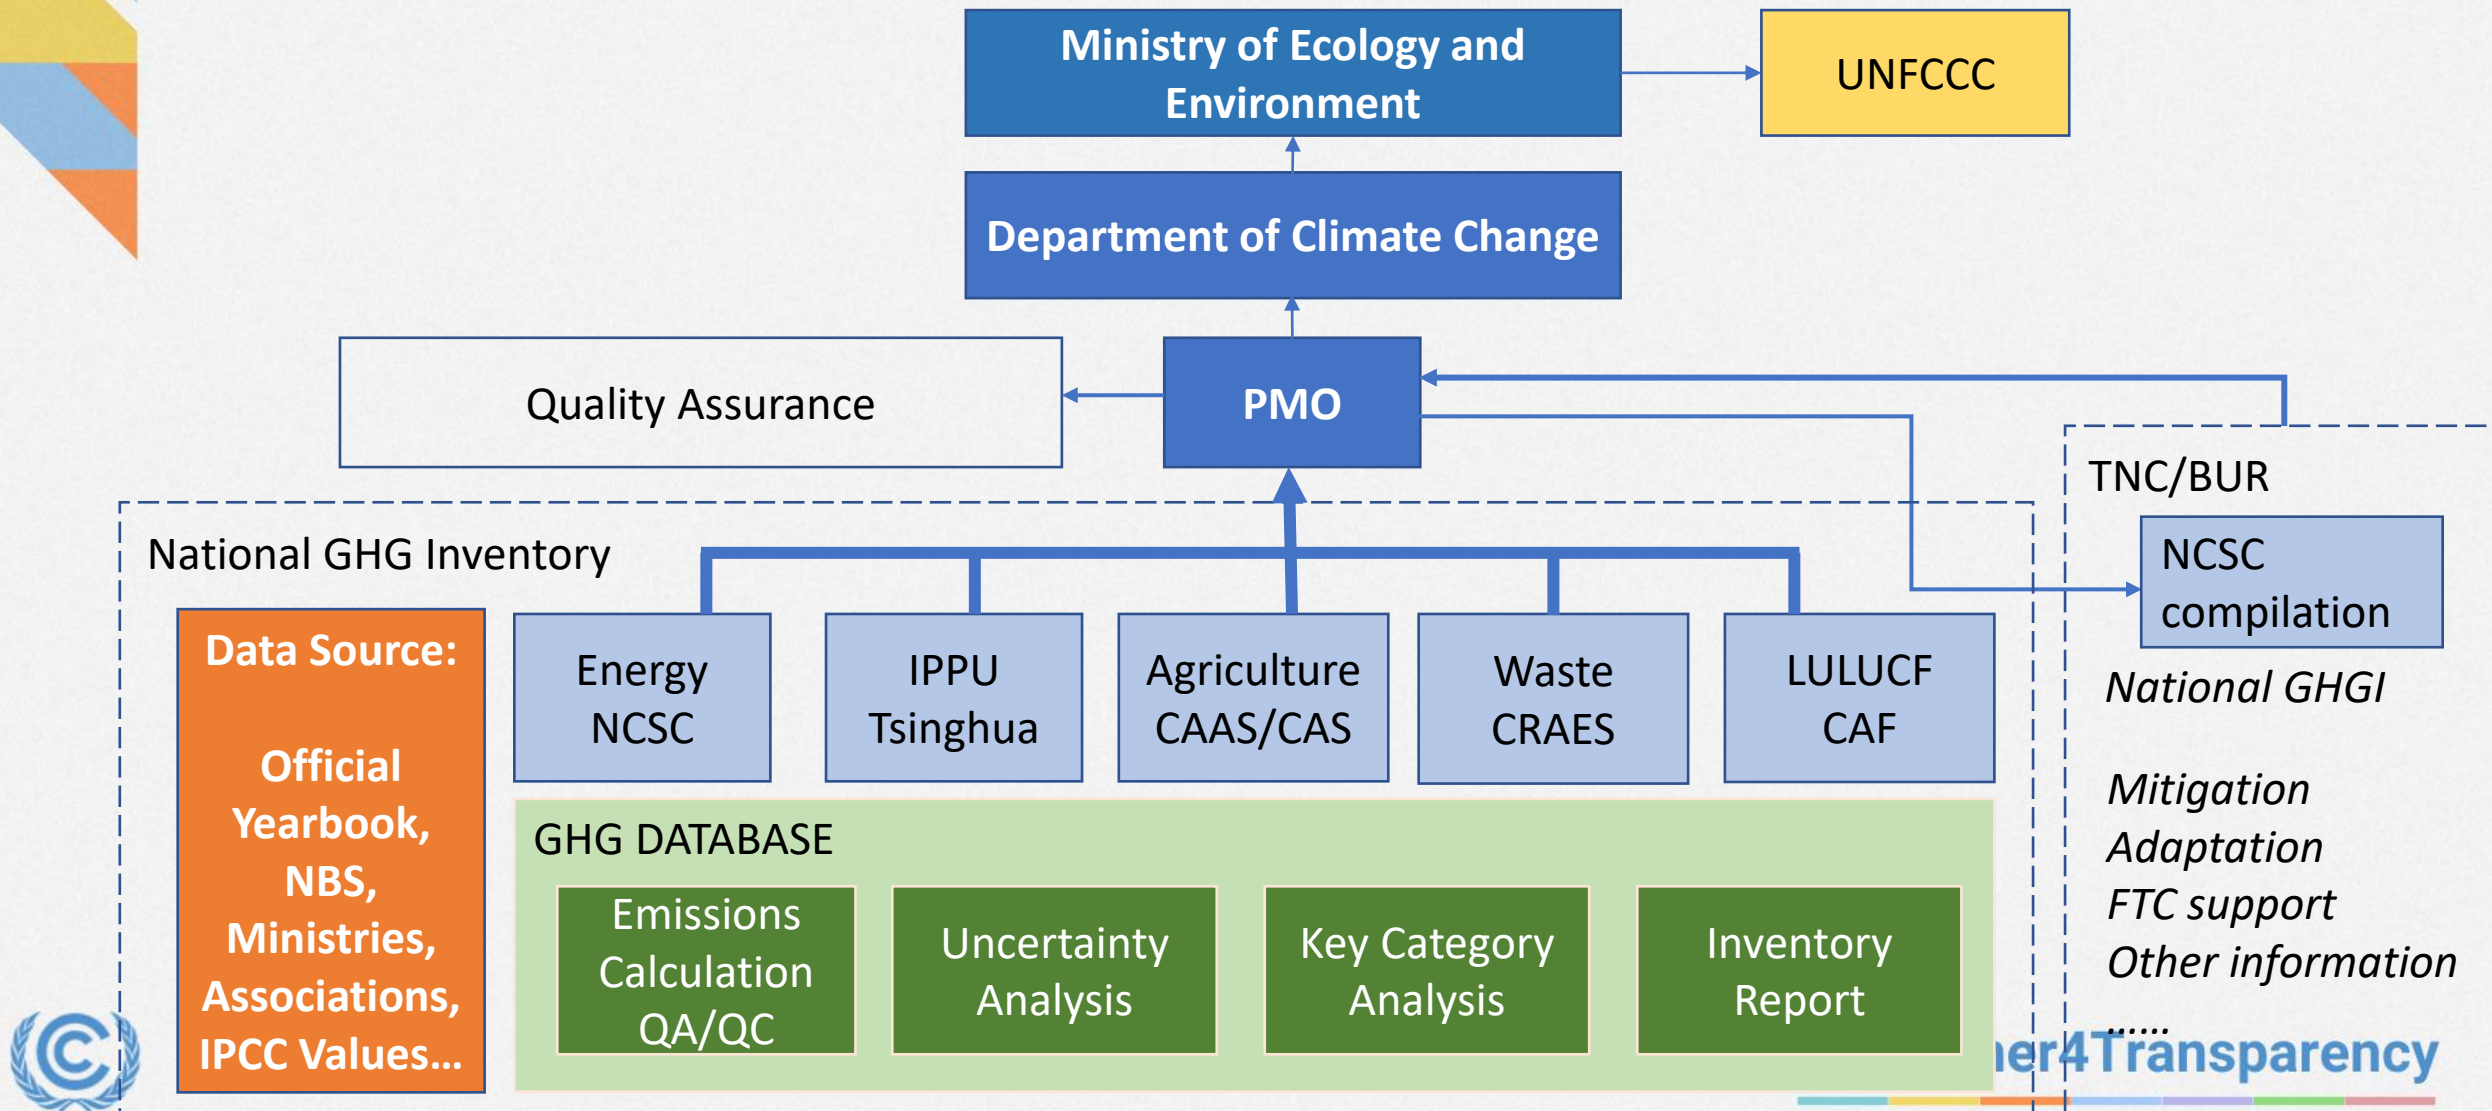 Ministry of Ecology and
Environment
UNFCCC
Department of Climate Change
Quality Assurance
PMO
TNC/BUR
NCSC
compilation
National GHGI
Mitigation
Adaptation
FTC support
Other information
……
National GHG Inventory
Data Source:
Official
Yearbook,
NBS,
Ministries,
Associations,
IPCC Values…
Energy
NCSC
IPPU
Tsinghua
Agriculture
CAAS/CAS
Waste
CRAES
LULUCF
CAF
GHG DATABASE
Emissions
Calculation
QA/QC
Uncertainty
Analysis
Key Category
Analysis
Inventory
Report
her4Transparency